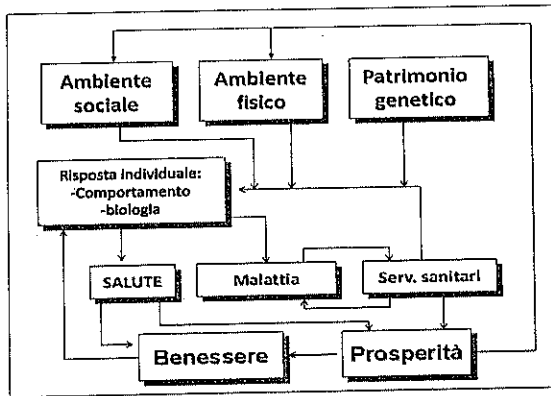 Ambiente
sociale
Ambiente
fisico
Patrimonio
genetico
Risposta individuale:
-Comportamento
-biologia
SALUTE
Malattia
Serv. sanitari
Benessere
Prosperità